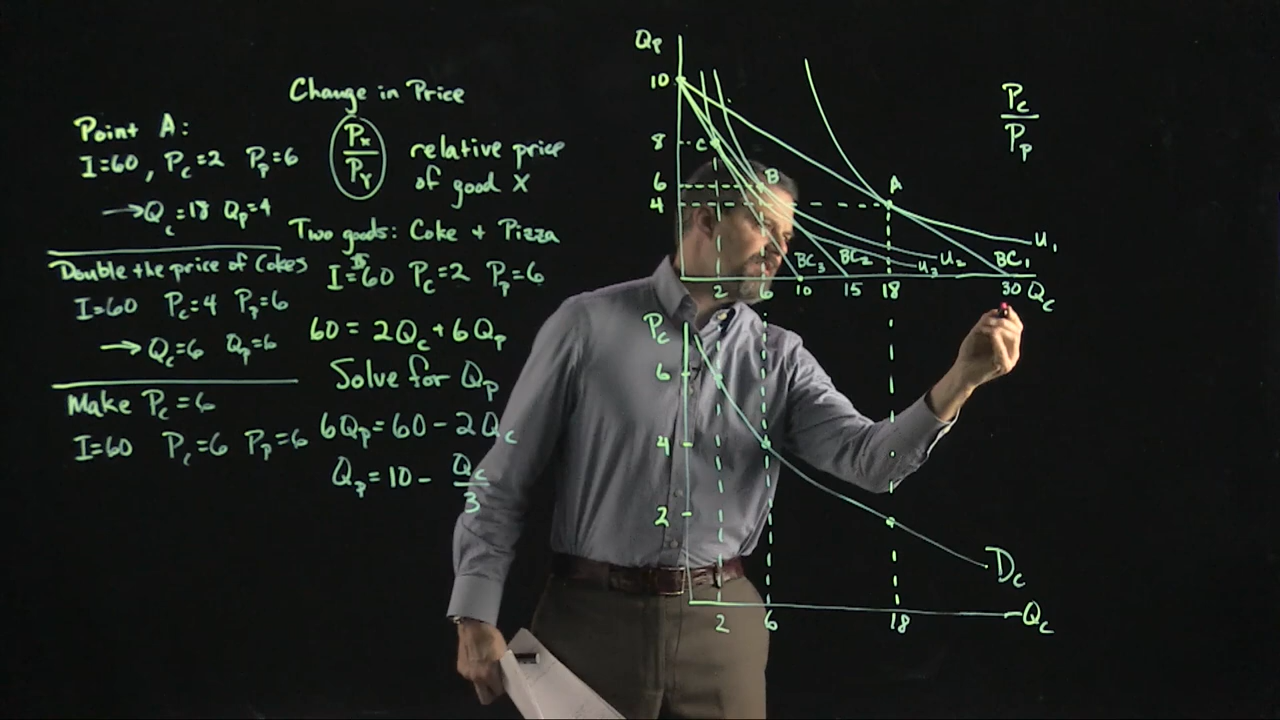 Change in Price
Px
Py
relative price
of good X
Two goods: Coke + Pizza
I=$60 Pc=2 Pp=6
60 = 2Qc + 6Qp
Solve for Qp
6Qp = 60 - 2Qc
Qp = 10 - Qc
3
Point A:
I=60, Pc=2 Pp=6
→ Qc=18 Qp=4
Double the price of Cokes
I=60 Pc=4 Pp=6
→ Qc=6 Qp=6
Make Pc=6
I=60 Pc=6 Pp=6
Qp
10
8
6
4
C
B
A
U1
U2
U3
BC3 BC2 BC1
2 6 10 15 18 30 Qc
Pc
Pp
Pc
6
4
2
Dc
2 6 18 Qc